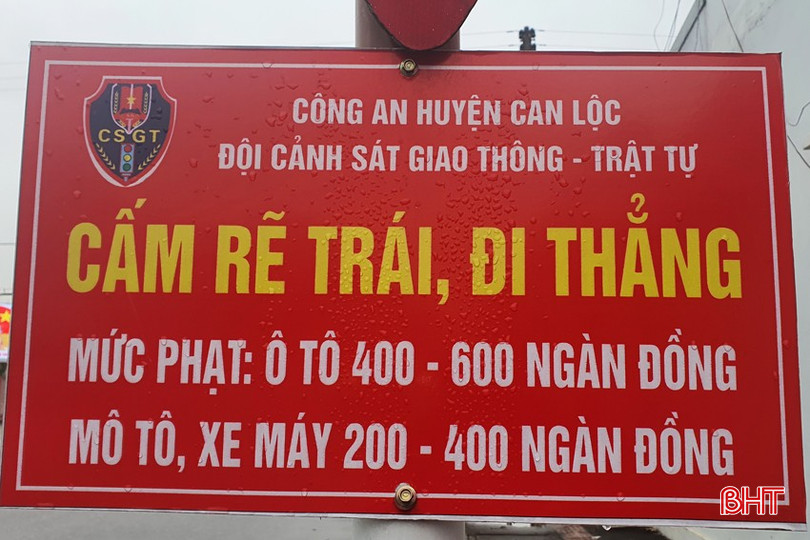 CSGT
CÔNG AN HUYỆN CAN LỘC
ĐỘI CẢNH SÁT GIAO THÔNG - TRẬT TỰ
CẤM RẼ TRÁI, ĐI THẲNG
MỨC PHẠT: Ô TÔ 400 - 600 NGÀN ĐỒNG
MÔ TÔ, XE MÁY 200 - 400 NGÀN ĐỒNG
BHT